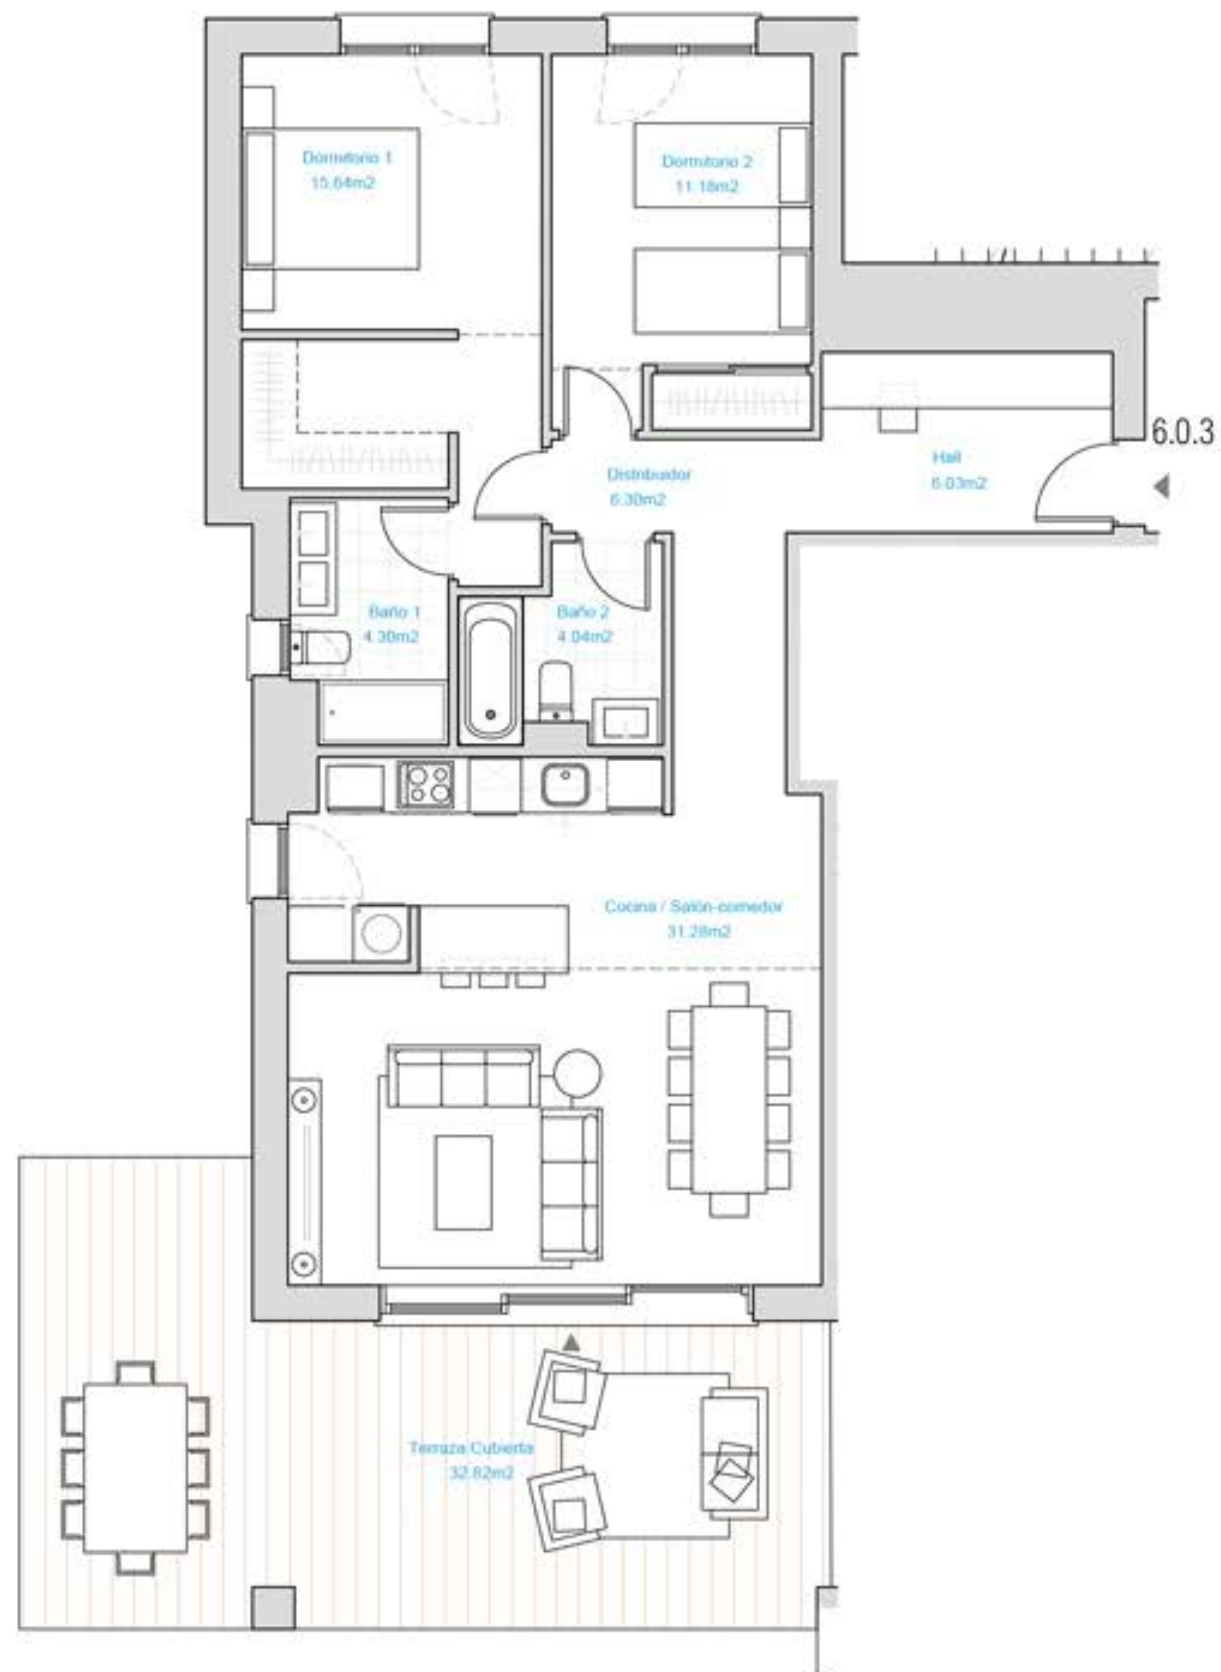 Dormitorio 1
15.64m2
Dormitorio 2
11.18m2
6.0.3
Hall
6.03m2
Distribuidor
6.30m2
Baño 1
4.30m2
Baño 2
4.04m2
Cocina / Salón-comedor
31.28m2
Terraza Cubierta
32.82m2